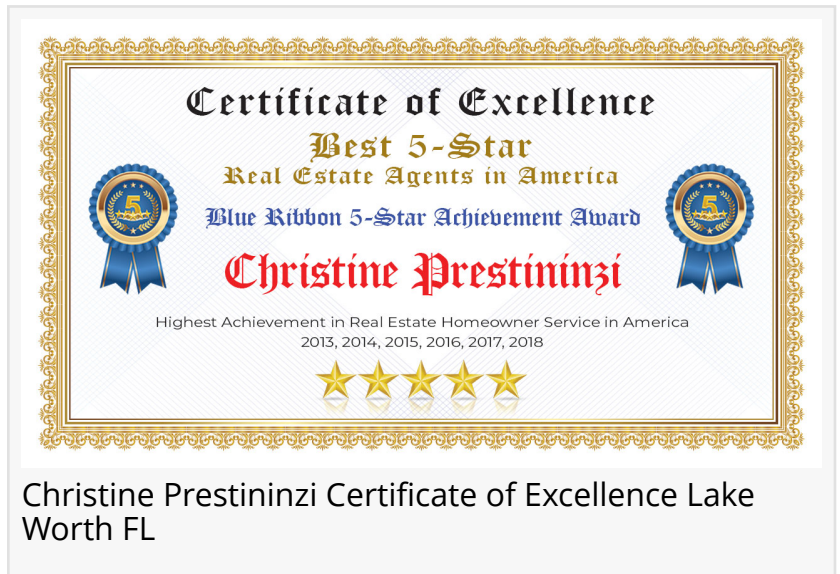 Certificate of Excellence
Best 5-Star
Real Estate Agents in America
Blue Ribbon 5-Star Achievement Award
5
5
Christine Prestininzi
Highest Achievement in Real Estate Homeowner Service in America
2013, 2014, 2015, 2016, 2017, 2018
Christine Prestininzi Certificate of Excellence Lake
Worth FL